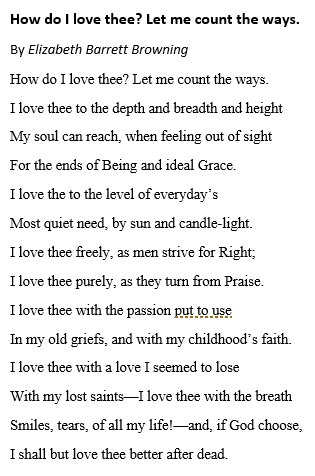 How do I love thee? Let me count the ways.
By Elizabeth Barrett Browning
How do I love thee? Let me count the ways.
I love thee to the depth and breadth and height
My soul can reach, when feeling out of sight
For the ends of Being and ideal Grace.
I love the to the level of everyday’s
Most quiet need, by sun and candle-light.
I love thee freely, as men strive for Right;
I love thee purely, as they turn from Praise.
I love thee with the passion put to use
In my old griefs, and with my childhood’s faith.
I love thee with a love I seemed to lose
With my lost saints—I love thee with the breath
Smiles, tears, of all my life!—and, if God choose,
I shall but love thee better after dead.